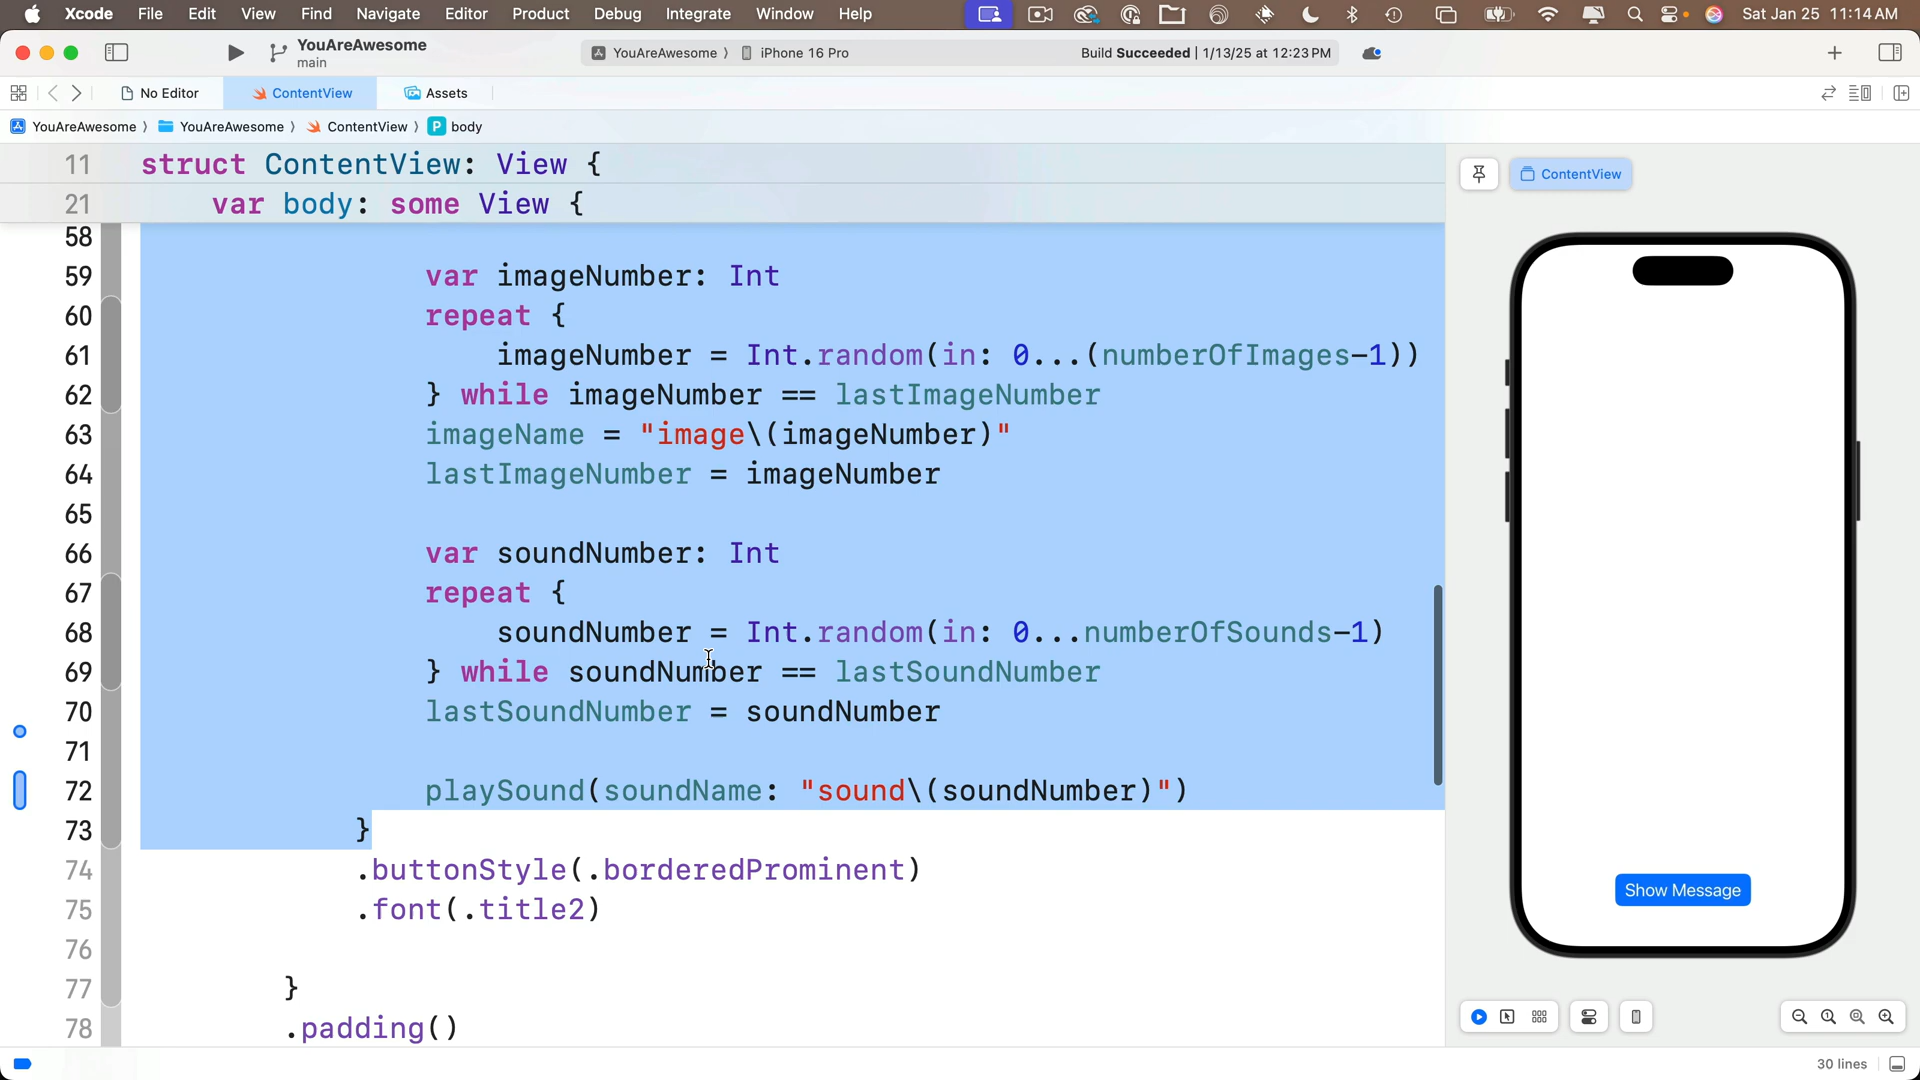 Xcode File Edit View Find Navigate Editor Product Debug Integrate Window Help Sat Jan 25 11:14 AM
YouAreAwesome
main
YouAreAwesome ⟩ iPhone 16 Pro Build Succeeded | 1/13/25 at 12:23 PM
No Editor ContentView Assets
YouAreAwesome ⟩ YouAreAwesome ⟩ ContentView ⟩ P body
11 struct ContentView: View {
21 var body: some View {
58
59 var imageNumber: Int
60 repeat {
61 imageNumber = Int.random(in: 0...(numberOfImages-1))
62 } while imageNumber == lastImageNumber
63 imageName = "image\(imageNumber)"
64 lastImageNumber = imageNumber
65
66 var soundNumber: Int
67 repeat {
68 soundNumber = Int.random(in: 0...numberOfSounds-1)
69 } while soundNumber == lastSoundNumber
70 lastSoundNumber = soundNumber
71
72 playSound(soundName: "sound\(soundNumber)")
73 }
74 .buttonStyle(.borderedProminent)
75 .font(.title2)
76
77 }
78 .padding()
ContentView
Show Message
30 lines